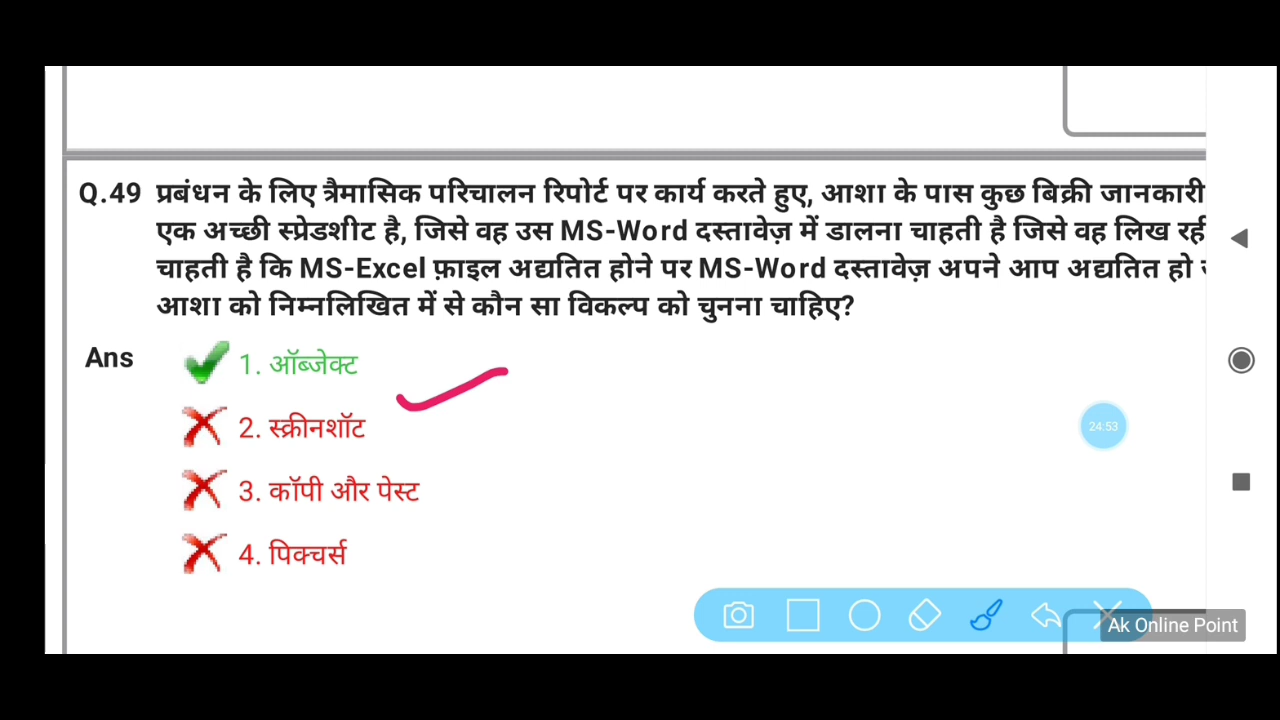 Q.49 प्रबंधन के लिए त्रैमासिक परिचालन रिपोर्ट पर कार्य करते हुए, आशा के पास कुछ बिक्री जानकारी
एक अच्छी स्प्रेडशीट है, जिसे वह उस MS-Word दस्तावेज़ में डालना चाहती है जिसे वह लिख रही
चाहती है कि MS-Excel फ़ाइल अद्यतित होने पर MS-Word दस्तावेज़ अपने आप अद्यतित हो
आशा को निम्नलिखित में से कौन सा विकल्प को चुनना चाहिए?
Ans 1. ऑब्जेक्ट
2. स्क्रीनशॉट
24:53
3. कॉपी और पेस्ट
4. पिक्चर्स
Ak Online Point